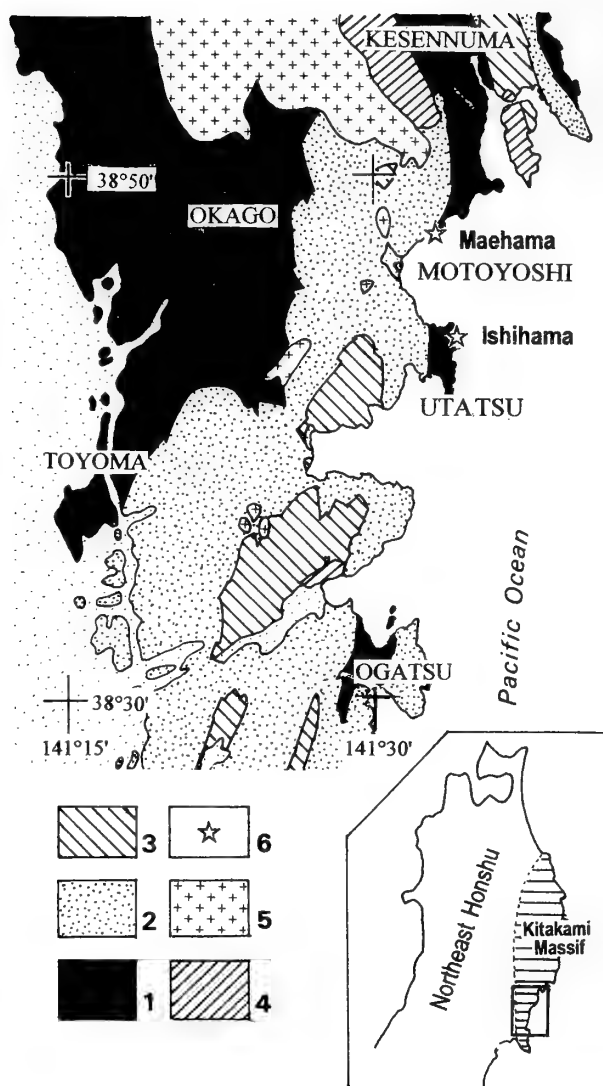 KESENNUMA
38°50'
OKAGO
Maehama
MOTOYOSHI
Ishihama
UTATSU
TOYOMA
Pacific Ocean
OGATSU
38°30'
141°15'
141°30'
3
6
2
5
1
4
Northeast Honshu
Kitakami
Massif